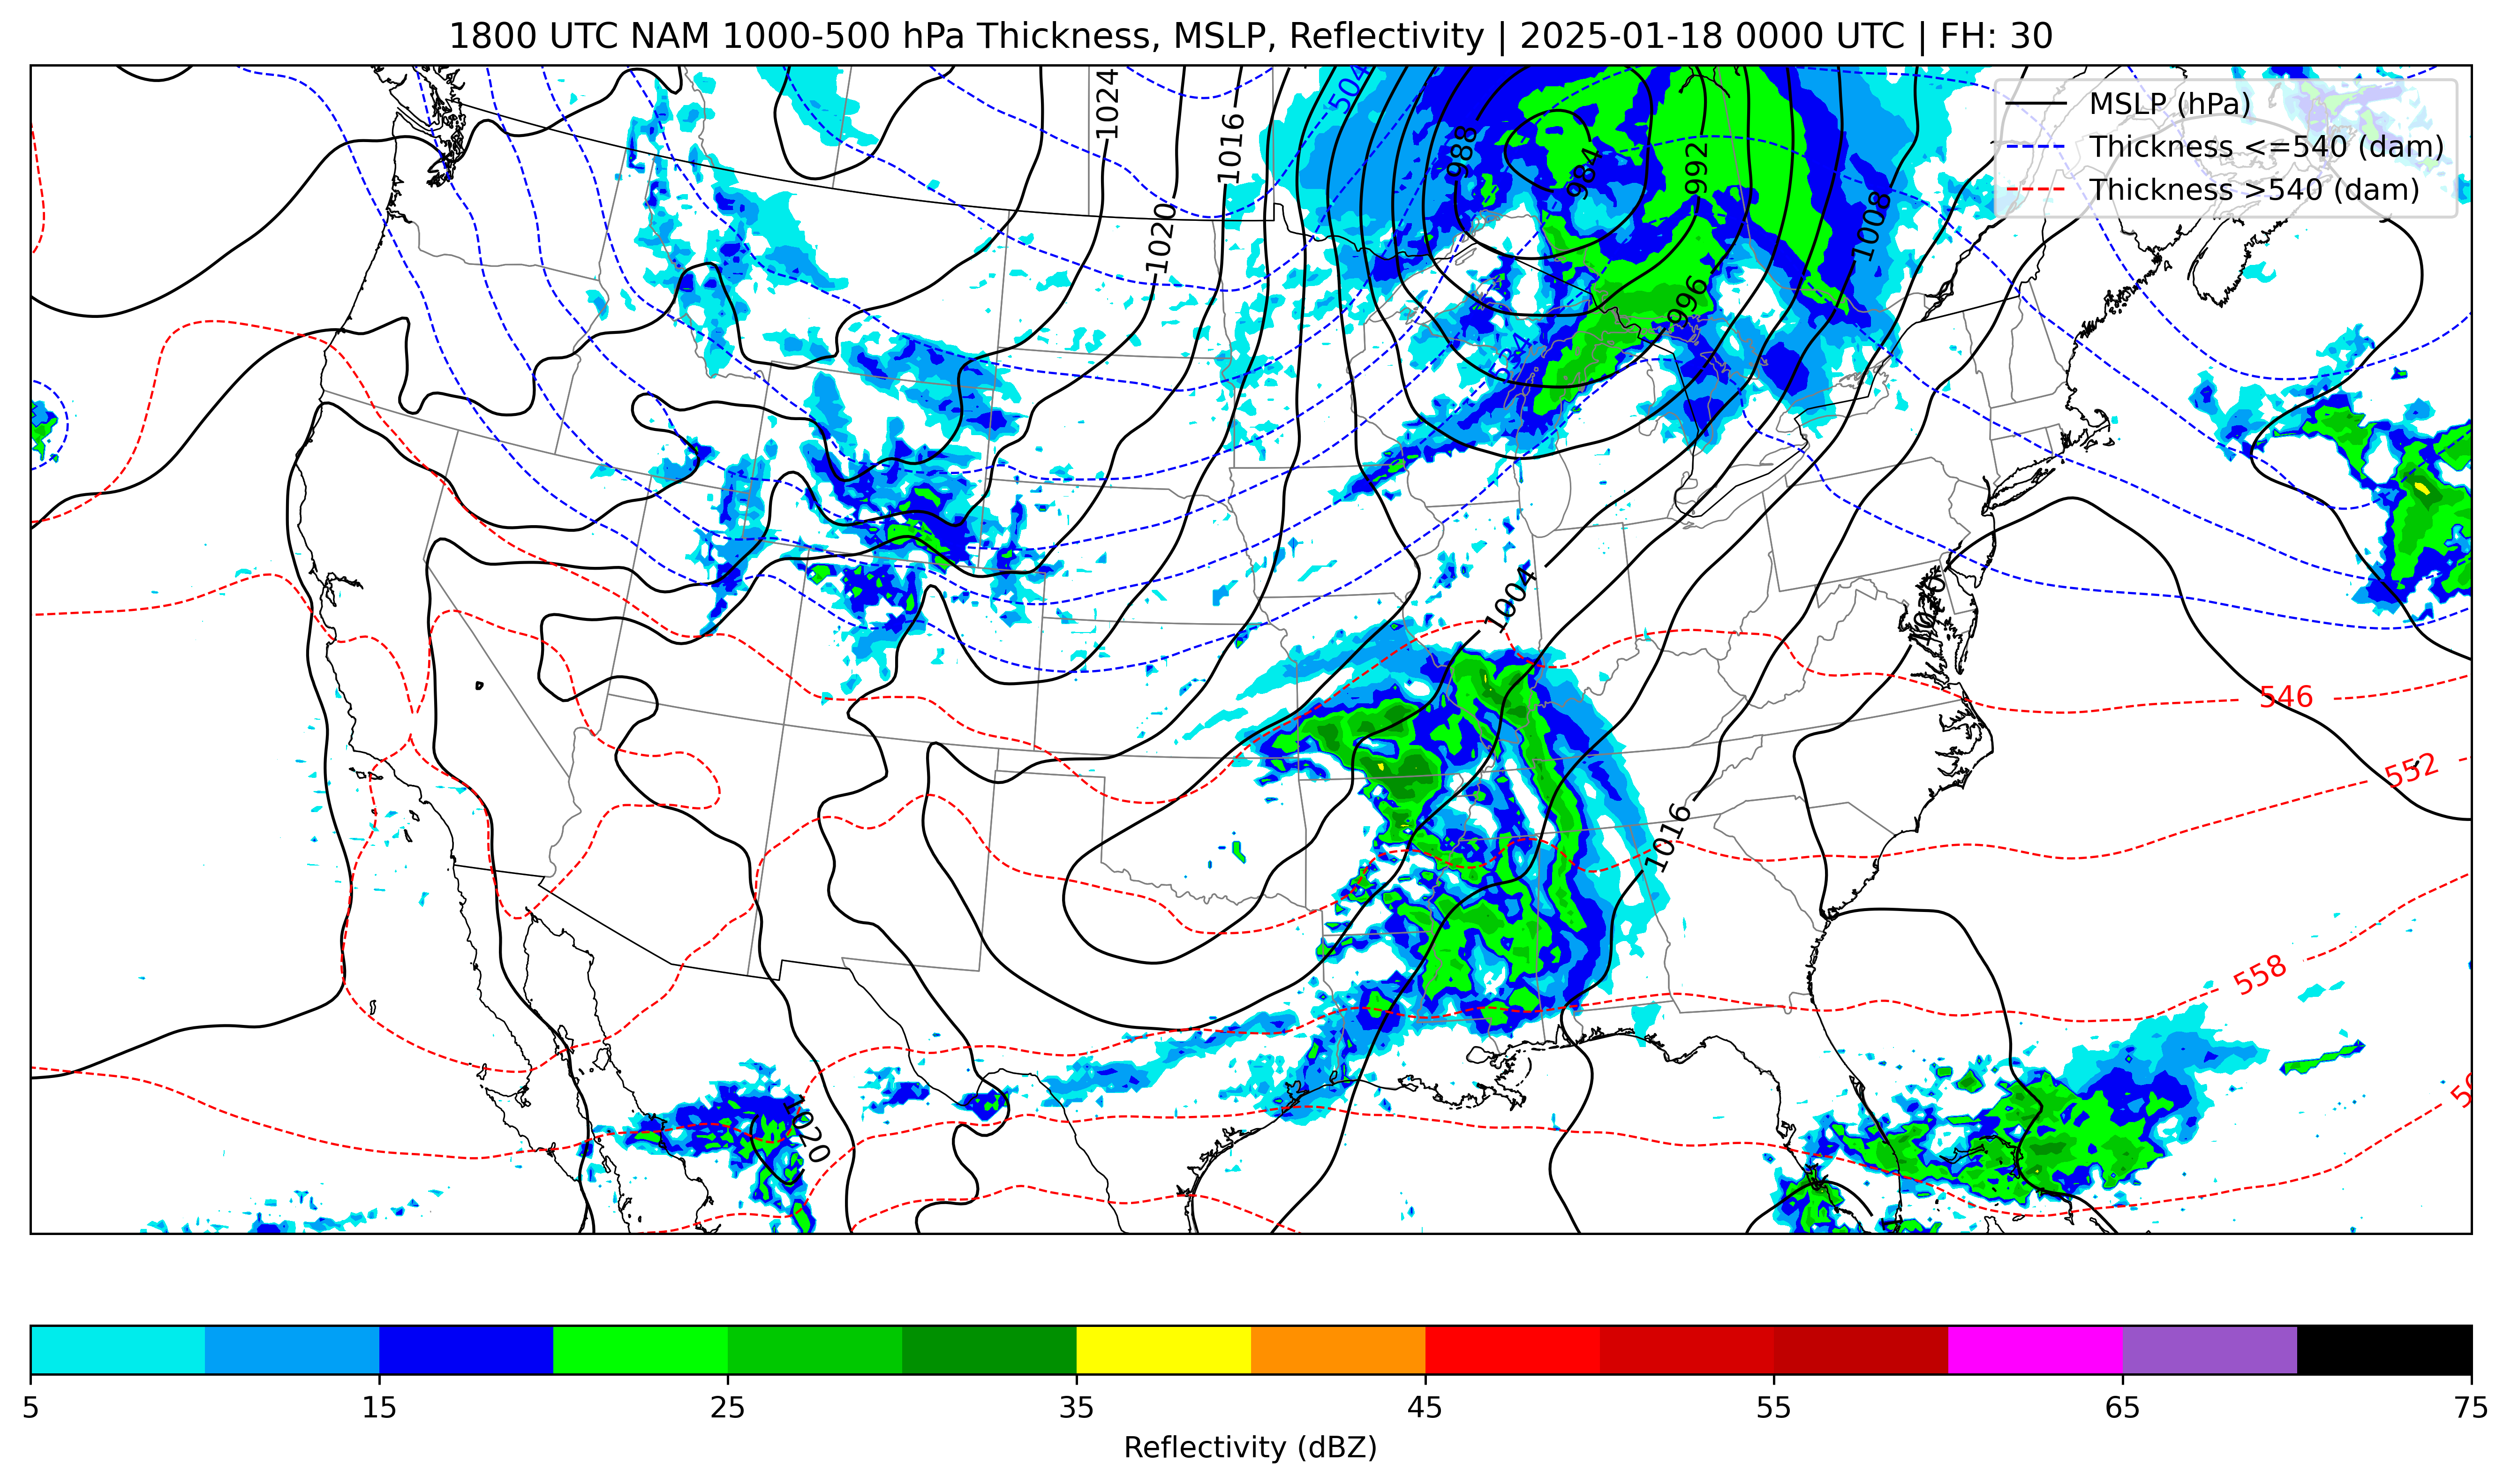 1800 UTC NAM 1000-500 hPa Thickness, MSLP, Reflectivity | 2025-01-18 0000 UTC | FH: 30
MSLP (hPa)
Thickness <=540 (dam)
Thickness >540 (dam)
504
1024
1016
988
984
992
1020
1008
996
534
1004
1020
546
552
1016
558
1020
5 15 25 35 45 55 65 75
Reflectivity (dBZ)